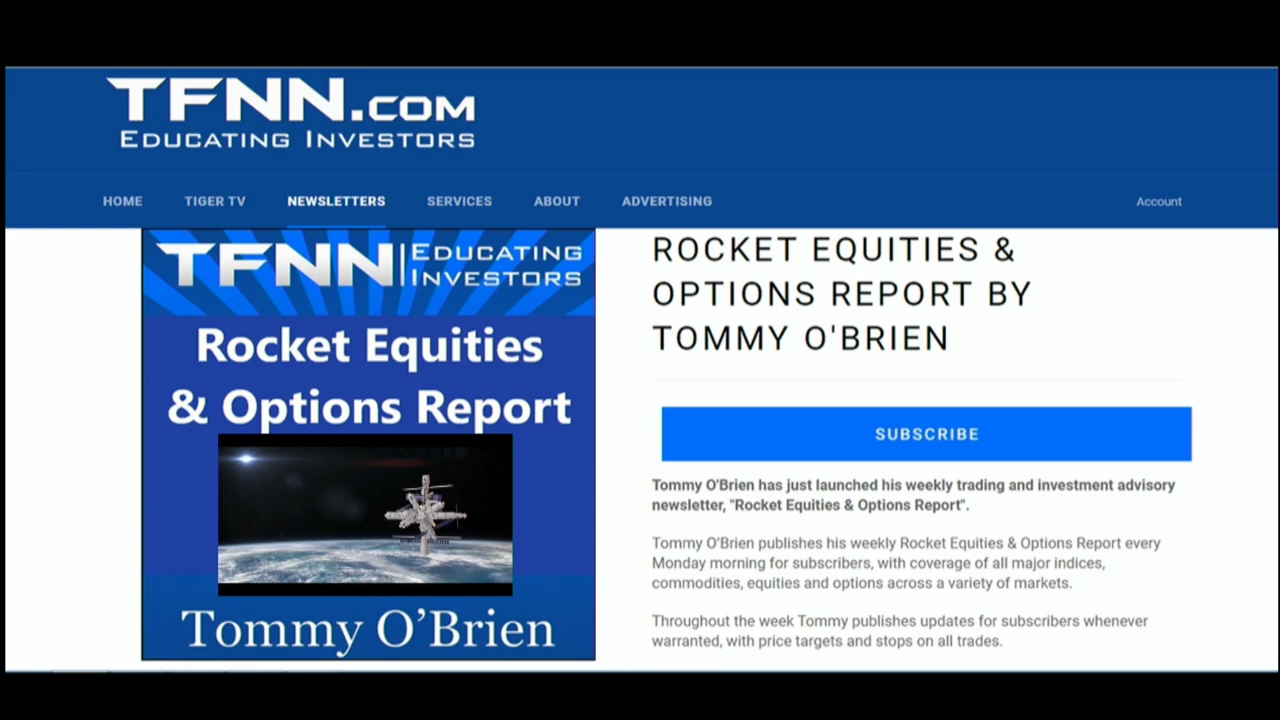 TFNN.COM
EDUCATING INVESTORS
HOME TIGER TV NEWSLETTERS SERVICES ABOUT ADVERTISING Account
TFNN | EDUCATING INVESTORS
Rocket Equities
& Options Report
Tommy O’Brien
ROCKET EQUITIES &
OPTIONS REPORT BY
TOMMY O'BRIEN
SUBSCRIBE
Tommy O'Brien has just launched his weekly trading and investment advisory
newsletter, "Rocket Equities & Options Report".
Tommy O'Brien publishes his weekly Rocket Equities & Options Report every
Monday morning for subscribers, with coverage of all major indices,
commodities, equities and options across a variety of markets.
Throughout the week Tommy publishes updates for subscribers whenever
warranted, with price targets and stops on all trades.